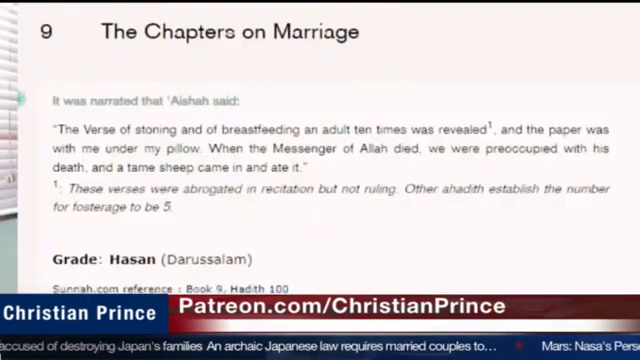 9 The Chapters on Marriage
It was narrated that 'Aishah said:
"The Verse of stoning and of breastfeeding an adult ten times was revealed¹, and the paper was
with me under my pillow. When the Messenger of Allah died, we were preoccupied with his
death, and a tame sheep came in and ate it."
¹: These verses were abrogated in recitation but not ruling. Other ahadith establish the number
for fosterage to be 5.
Grade: Hasan (Darussalam)
Sunnah.com reference : Book 9, Hadith 100
Christian Prince Patreon.com/ChristianPrince
accused of destroying Japan's families An archaic Japanese law requires married couples to… Mars: Nasa's Pers